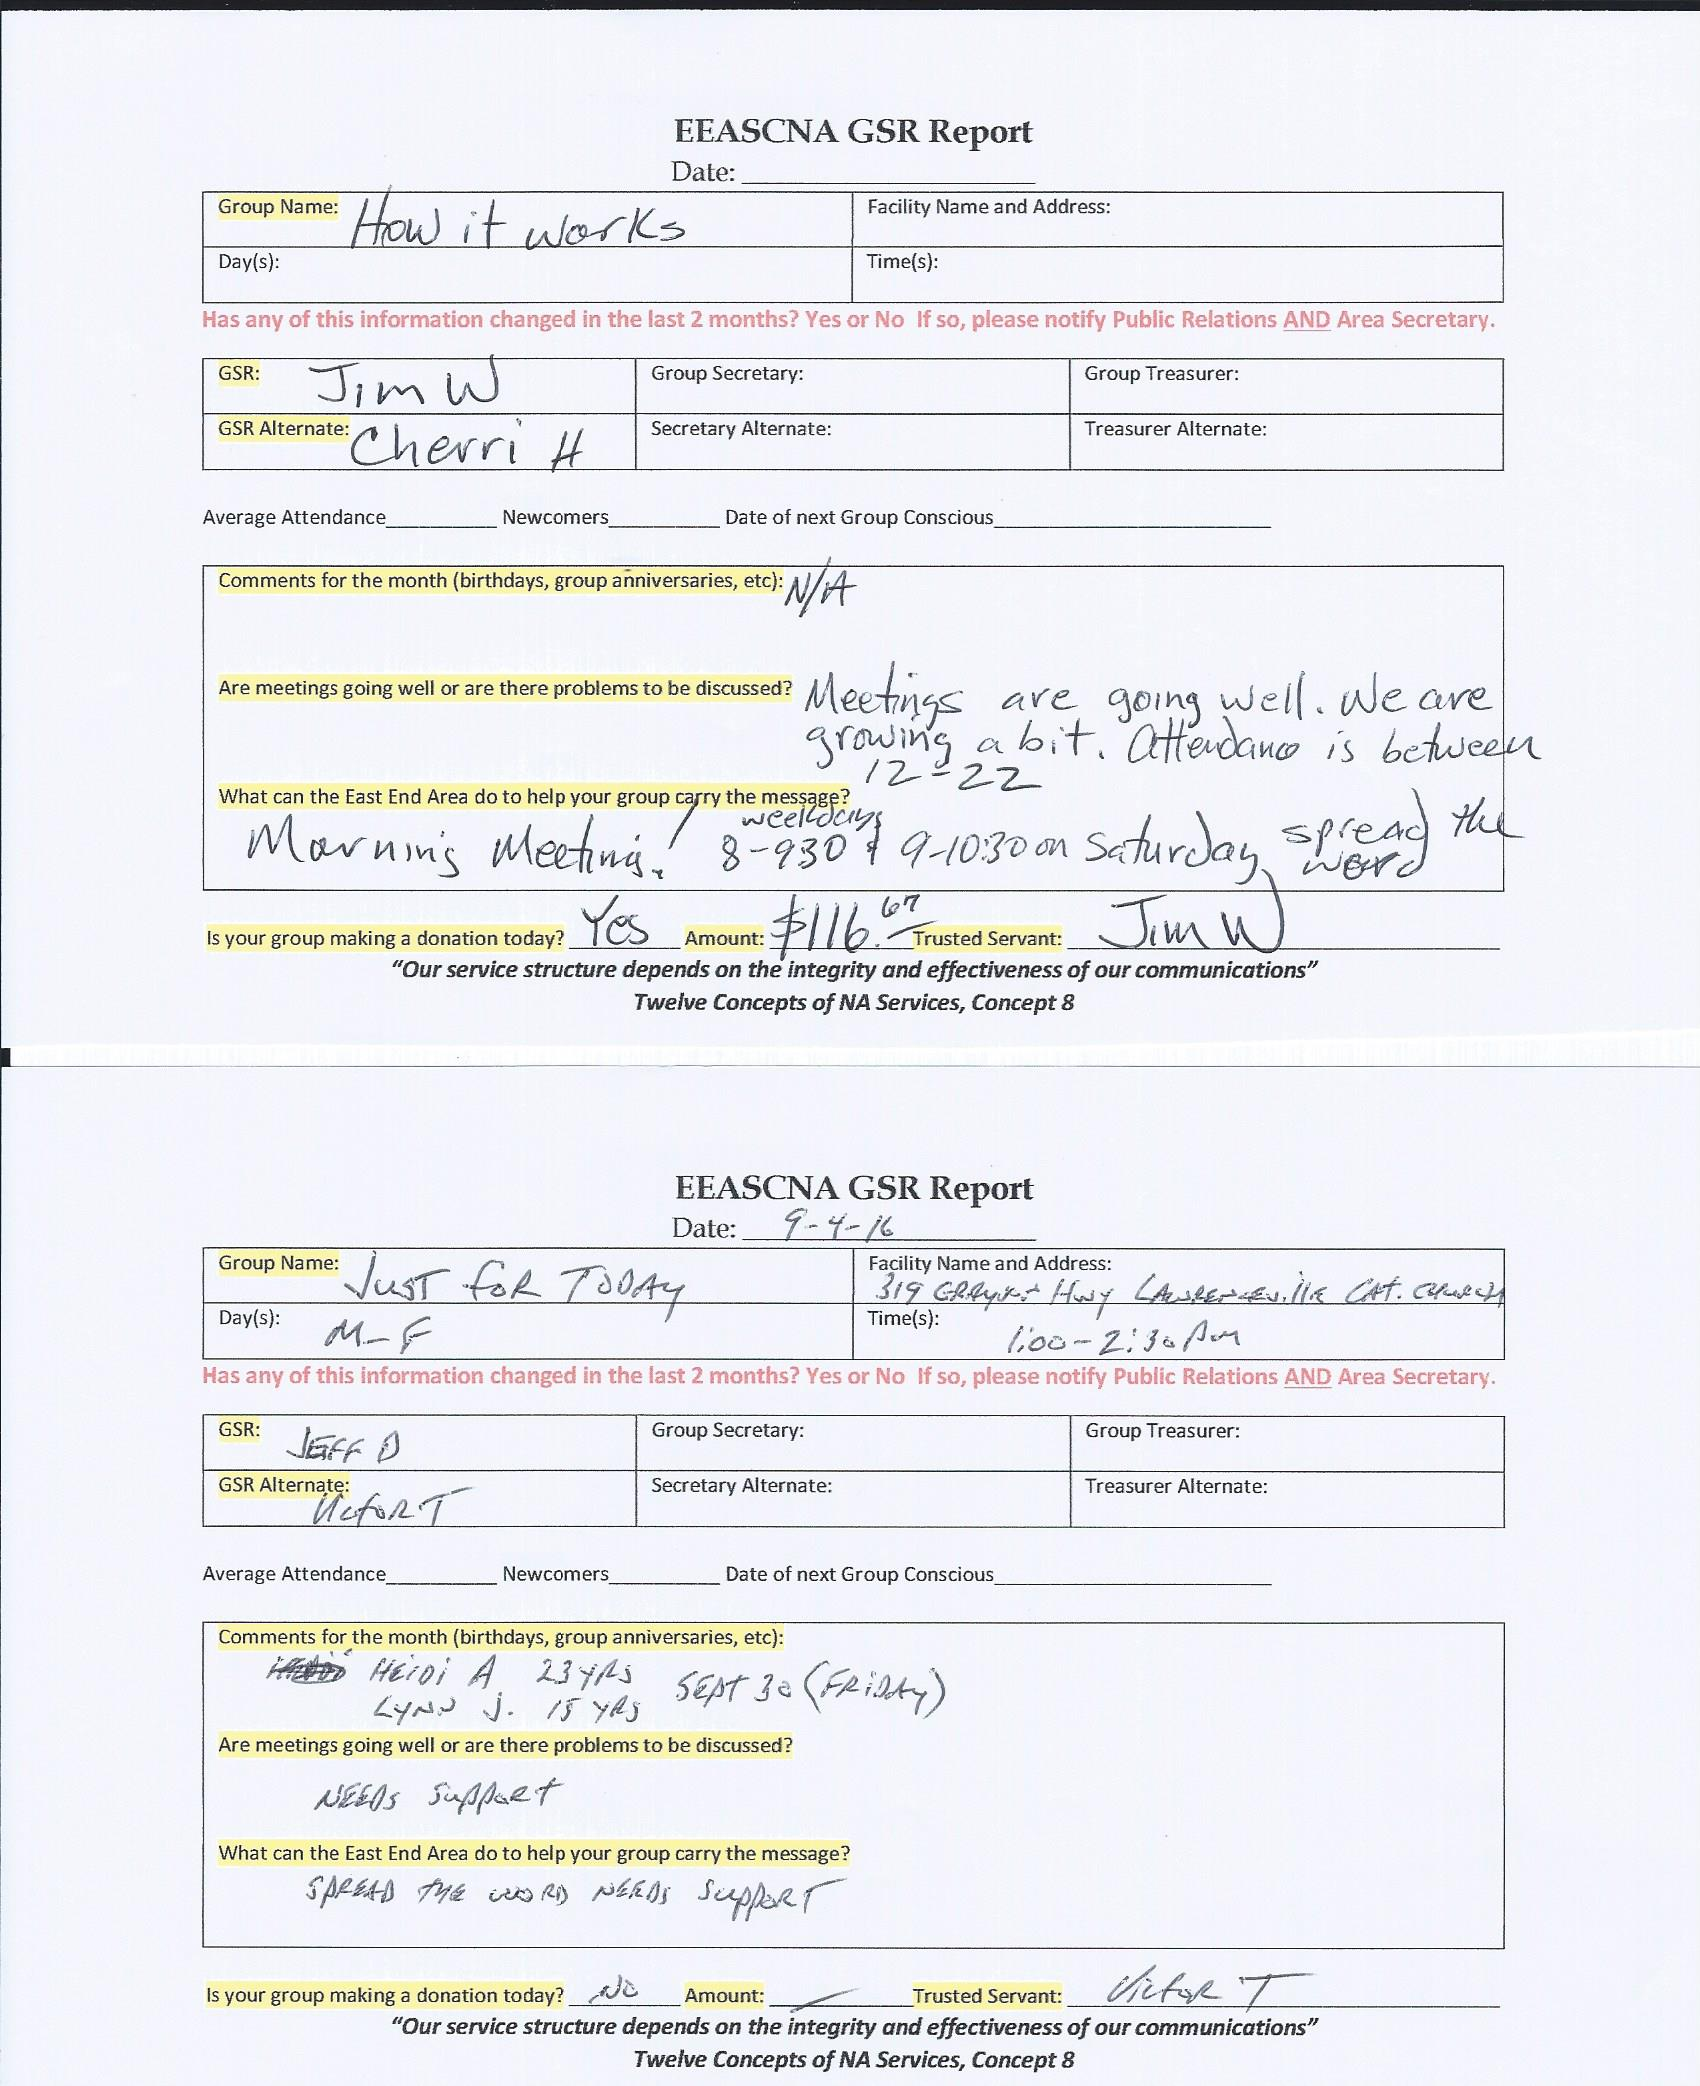 EEASCNA GSR Report
Date:
Group Name: How it works
Facility Name and Address:
Day(s):
Time(s):
Has any of this information changed in the last 2 months? Yes or No If so, please notify Public Relations AND Area Secretary.
GSR: Jim W
Group Secretary:
Group Treasurer:
GSR Alternate: Cherri H
Secretary Alternate:
Treasurer Alternate:
Average Attendance Newcomers Date of next Group Conscious
Comments for the month (birthdays, group anniversaries, etc): N/A
Are meetings going well or are there problems to be discussed? Meetings are going well. We are
growing a bit. Attendance is between
12-22
What can the East End Area do to help your group carry the message?
weekdays
Morning Meeting! 8-930 & 9-10:30 on Saturday, spread the
word
Is your group making a donation today? Yes Amount: $116.67 Trusted Servant: Jim W
"Our service structure depends on the integrity and effectiveness of our communications"
Twelve Concepts of NA Services, Concept 8
EEASCNA GSR Report
Date: 9-4-16
Group Name: JUST FOR TODAY
Facility Name and Address:
319 Hwy LAWRENCEVILLE CAT. CHURCH
Day(s): M-F
Time(s): 1:00-2:30 PM
Has any of this information changed in the last 2 months? Yes or No If so, please notify Public Relations AND Area Secretary.
GSR: JEFF D
Group Secretary:
Group Treasurer:
GSR Alternate: Victor T
Secretary Alternate:
Treasurer Alternate:
Average Attendance Newcomers Date of next Group Conscious
Comments for the month (birthdays, group anniversaries, etc):
HEIDI A 23 YRS SEPT 30 (FRIDAY)
LYNN J. 15 YRS
Are meetings going well or are there problems to be discussed?
NEEDS SUPPORT
What can the East End Area do to help your group carry the message?
SPREAD THE WORD NEEDS SUPPORT
Is your group making a donation today? NO Amount: — Trusted Servant: Victor T
"Our service structure depends on the integrity and effectiveness of our communications"
Twelve Concepts of NA Services, Concept 8